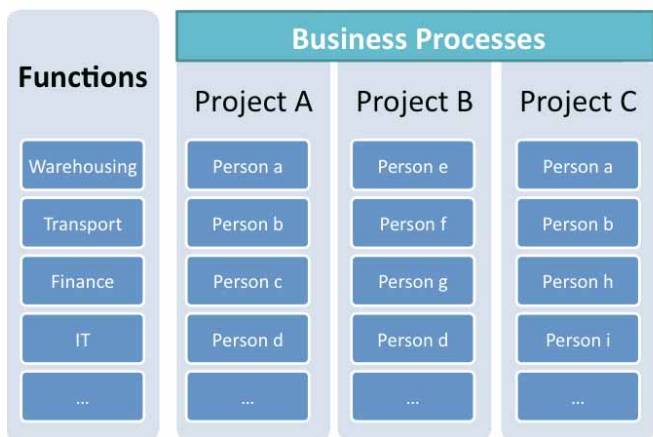 Business Processes
Functions
Project A Project B Project C
Warehousing Person a Person e Person a
Transport Person b Person f Person b
Finance Person c Person g Person h
IT Person d Person d Person i
... ... ... ...